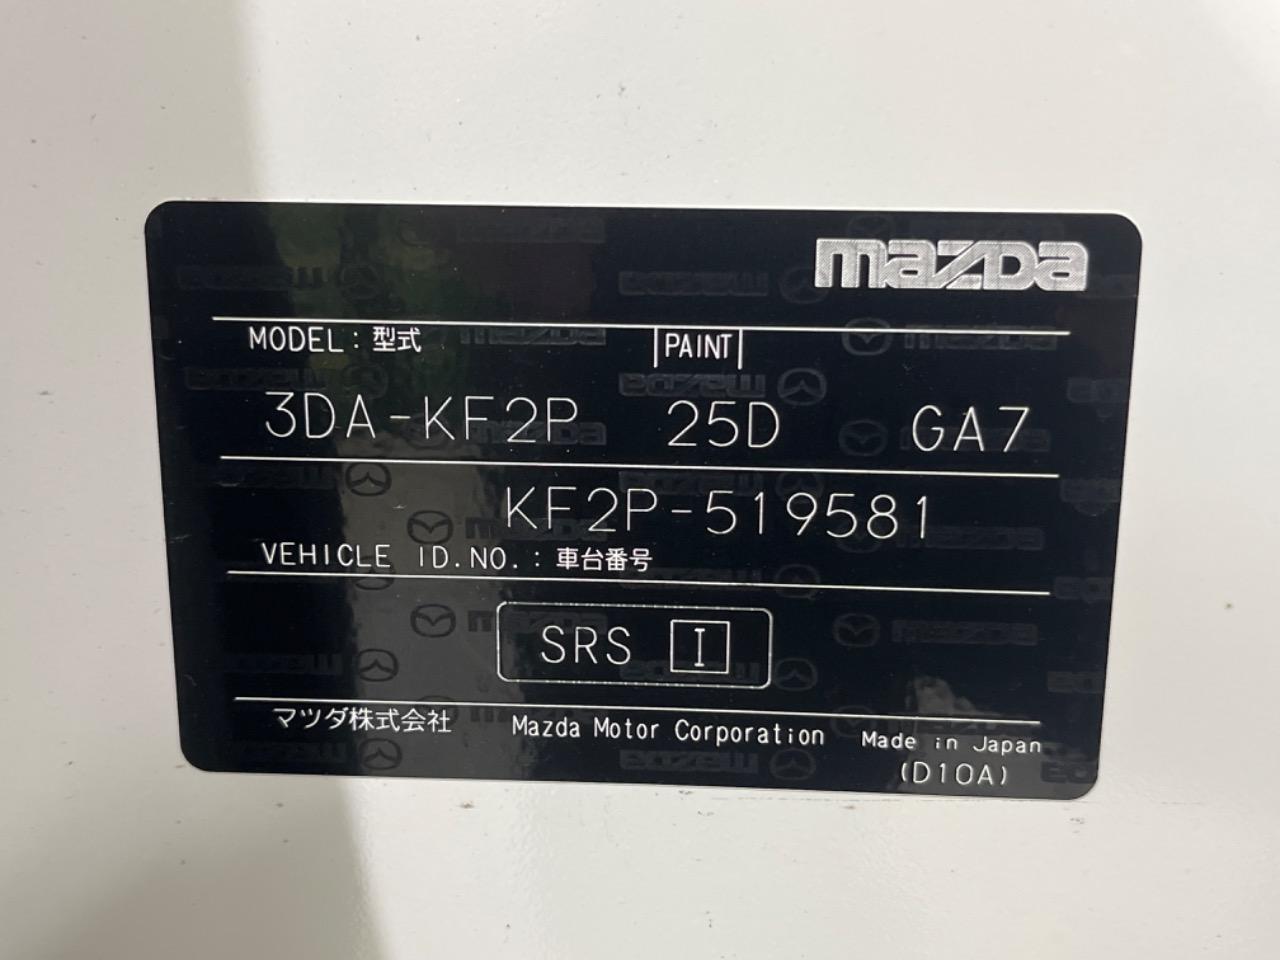 mazda
MODEL : 型式 PAINT
3DA-KF2P 25D GA7
KF2P-519581
VEHICLE ID.NO. : 車台番号
SRS I
マツダ株式会社 Mazda Motor Corporation Made in Japan
(D10A)